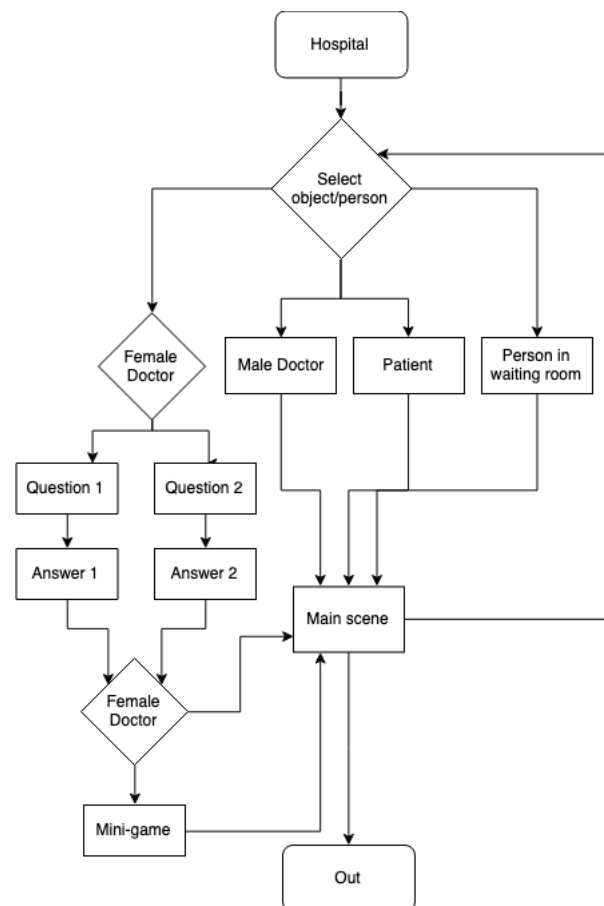 Hospital
Select
object/person
Female
Doctor
Male Doctor
Patient
Person in
waiting room
Question 1
Question 2
Answer 1
Answer 2
Main scene
Female
Doctor
Mini-game
Out